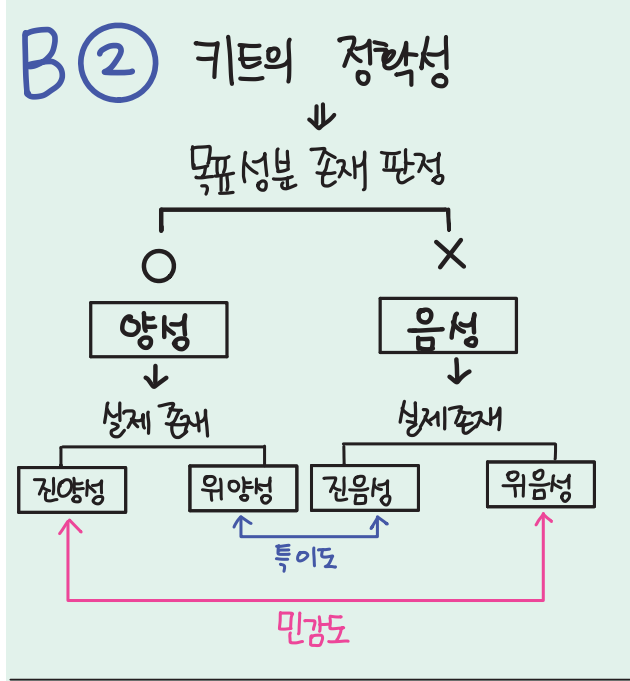 B ② 키트의 정확성
⇓
목표성분 존재 판정
○ ×
양성 음성
↓ ↓
실제 존재 실제존재
진양성 위양성 진음성 위음성
특이도
민감도